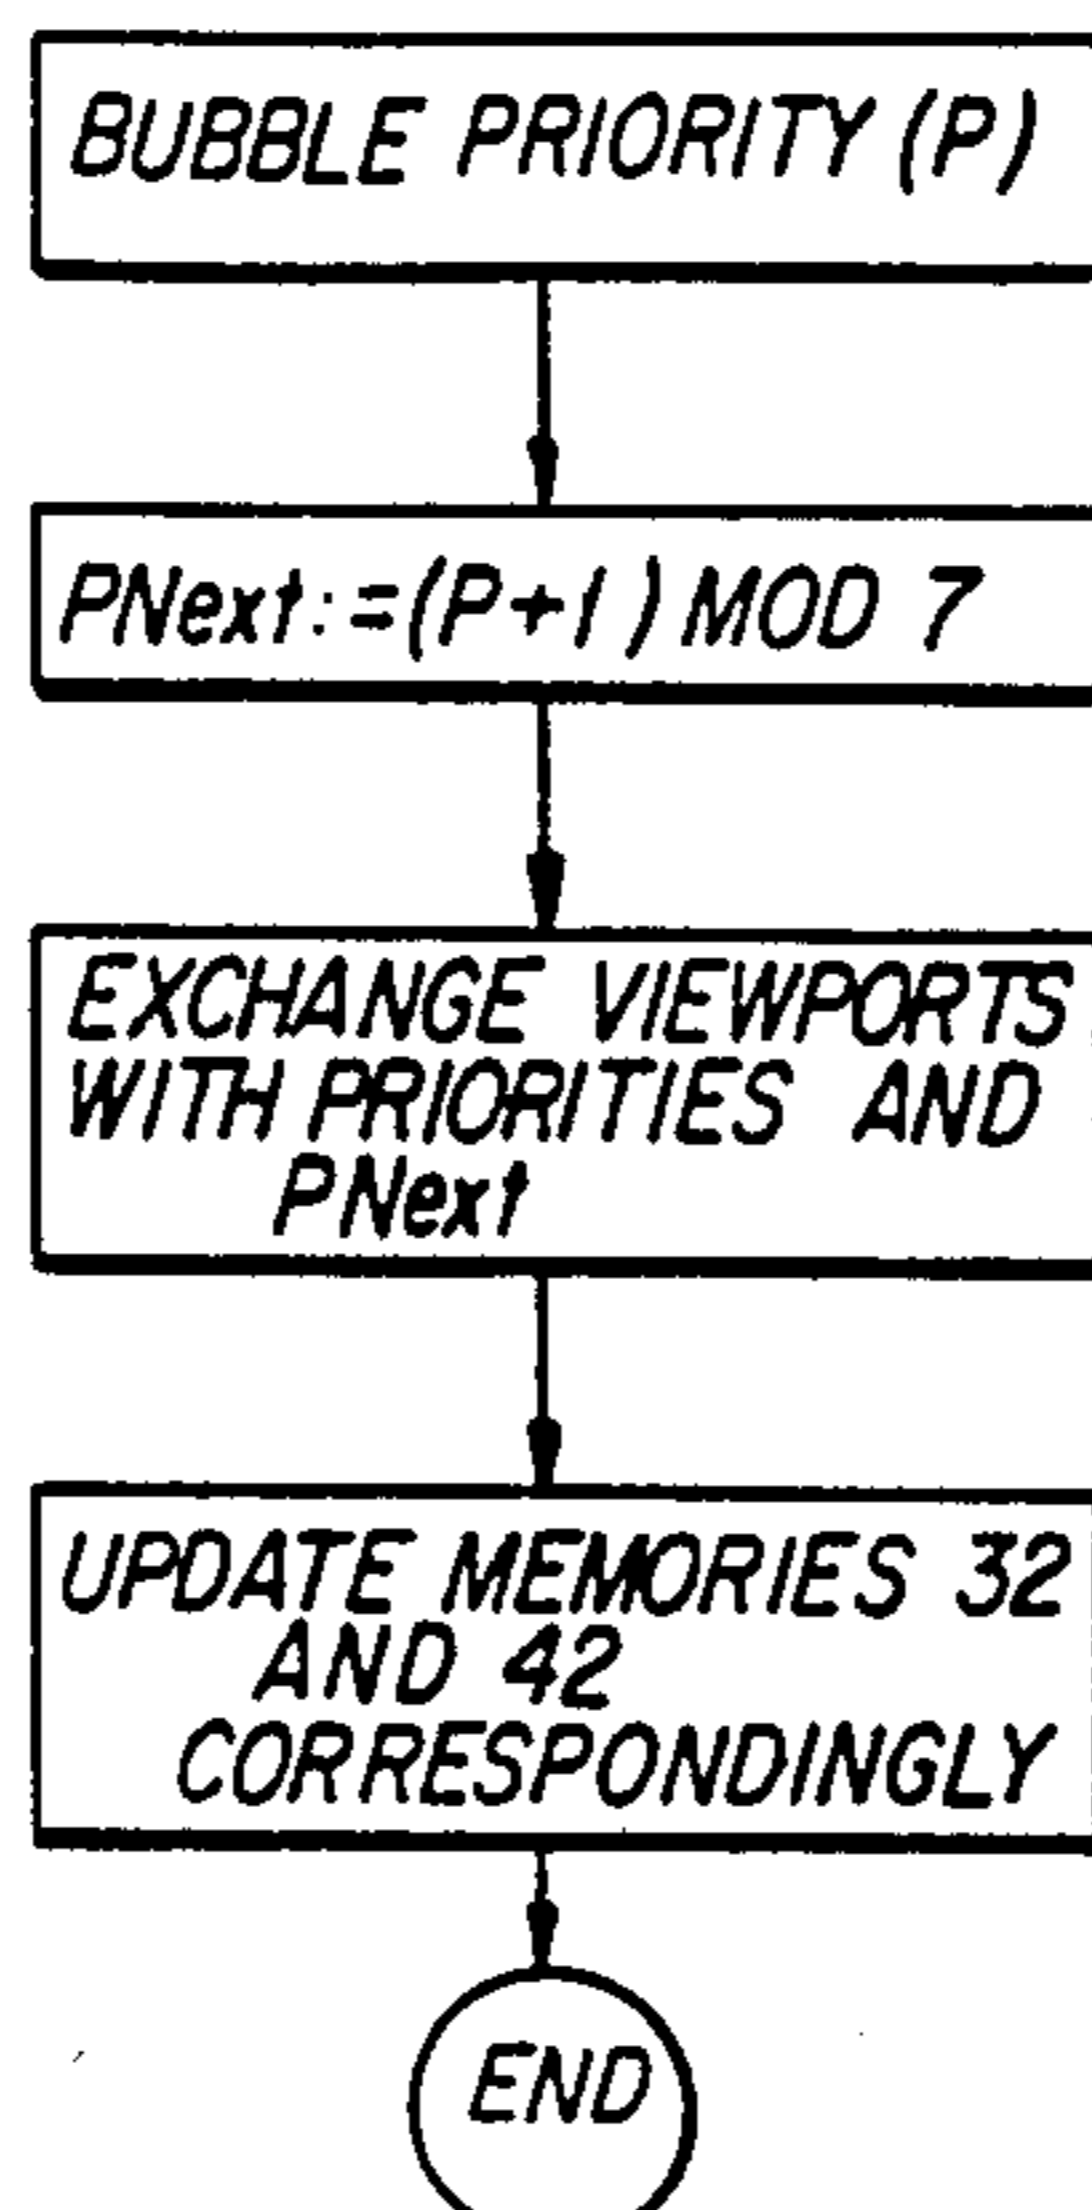 BUBBLE PRIORITY (P)
PNext:=(P+1) MOD 7
EXCHANGE VIEWPORTS
WITH PRIORITIES AND
PNext
UPDATE MEMORIES 32
AND 42
CORRESPONDINGLY
END